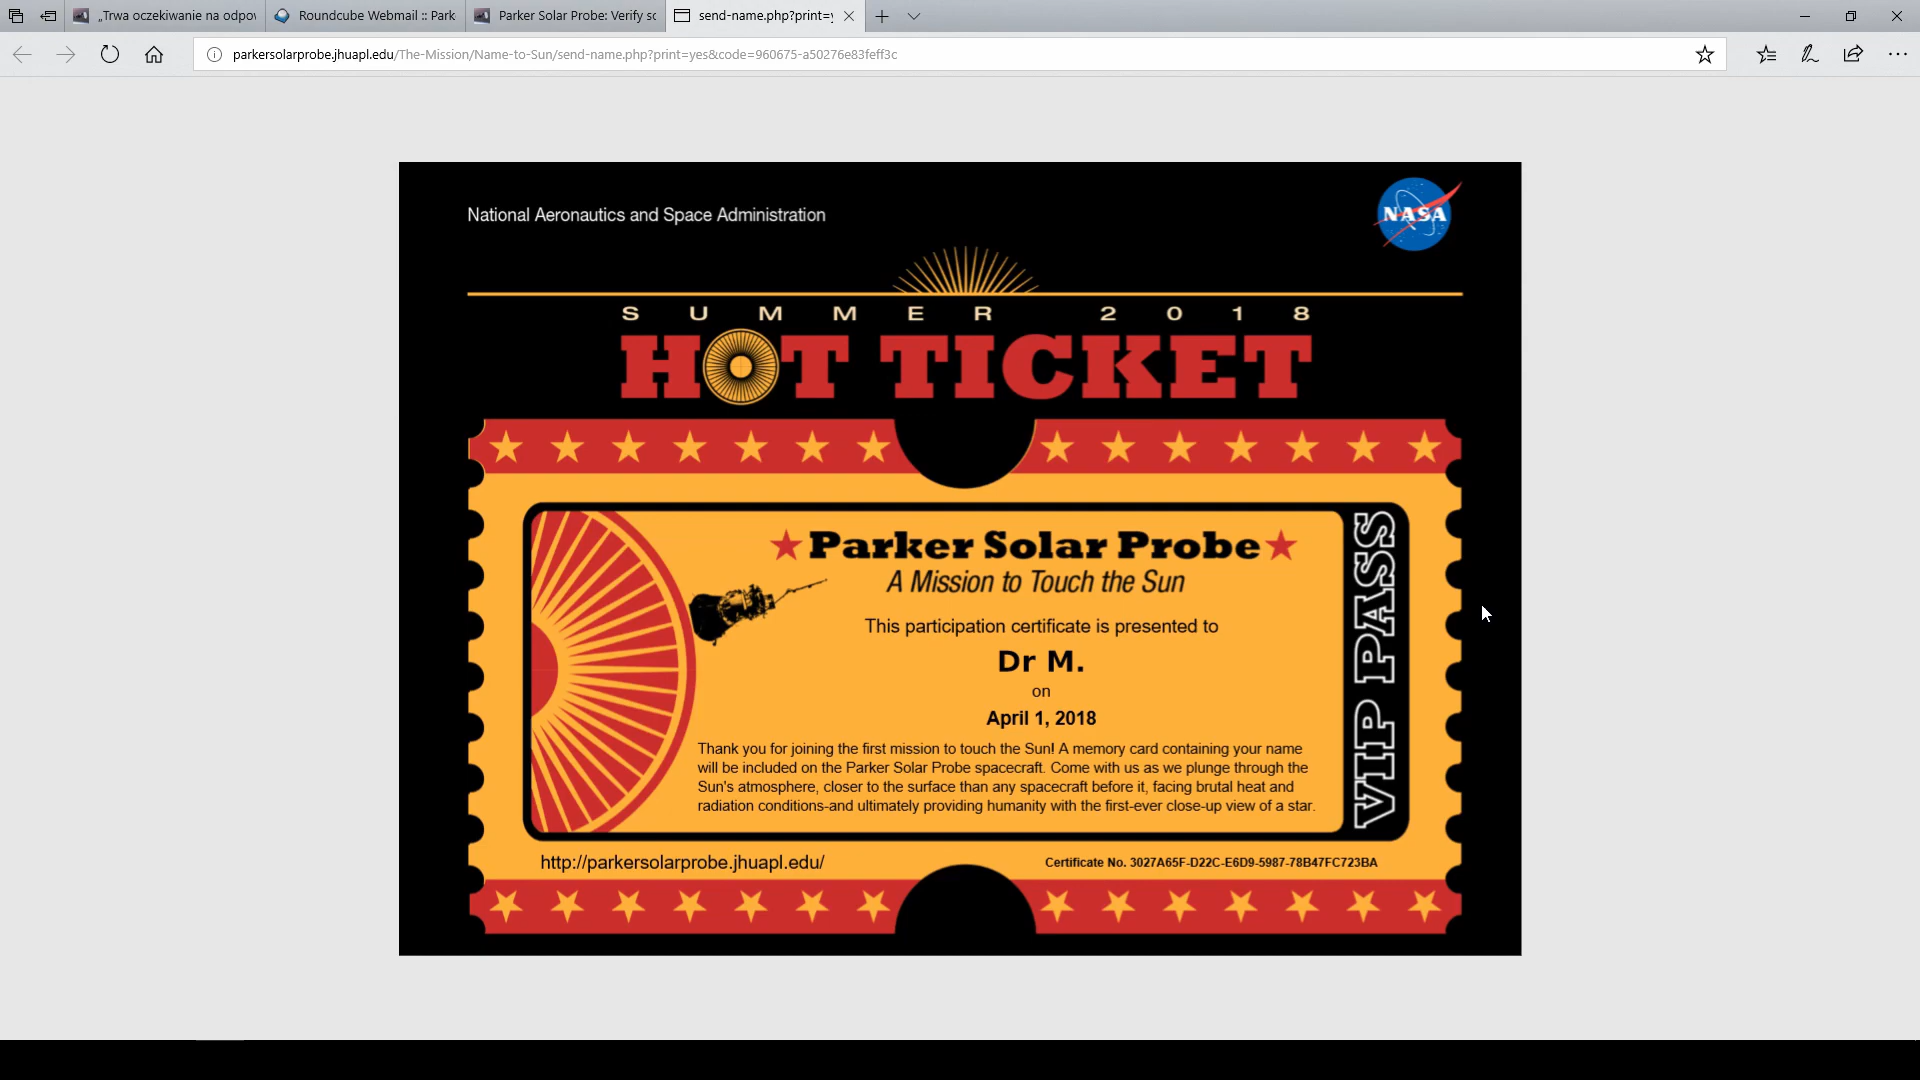 „Trwa oczekiwanie na odpov
Roundcube Webmail :: Park
Parker Solar Probe: Verify sc
send-name.php?print=y
parkersolarprobe.jhuapl.edu/The-Mission/Name-to-Sun/send-name.php?print=yes&code=960675-a50276e83feff3c
National Aeronautics and Space Administration
NASA
SUMMER 2018
HOT TICKET
Parker Solar Probe
A Mission to Touch the Sun
This participation certificate is presented to
Dr M.
on
April 1, 2018
Thank you for joining the first mission to touch the Sun! A memory card containing your name
will be included on the Parker Solar Probe spacecraft. Come with us as we plunge through the
Sun's atmosphere, closer to the surface than any spacecraft before it, facing brutal heat and
radiation conditions-and ultimately providing humanity with the first-ever close-up view of a star.
VIP PASS
http://parkersolarprobe.jhuapl.edu/
Certificate No. 3027A65F-D22C-E6D9-5987-78B47FC723BA